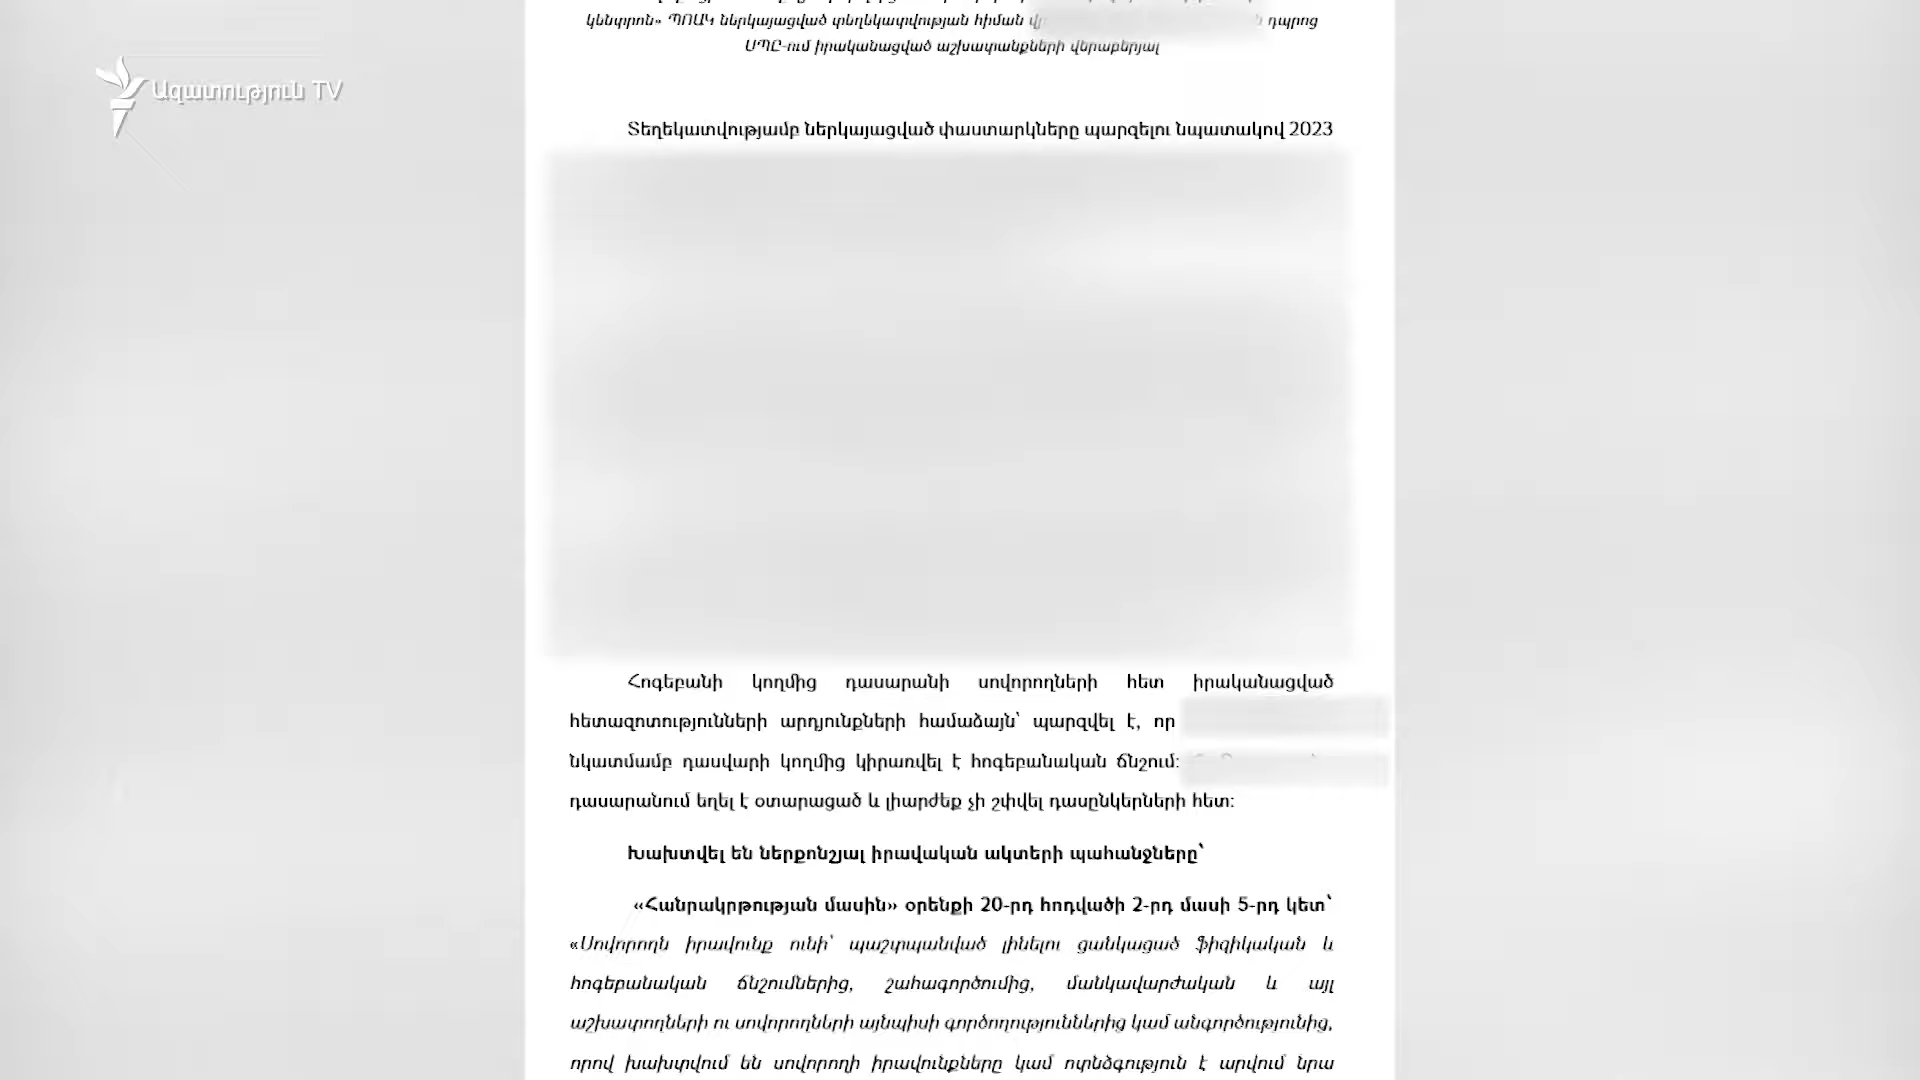 կենտրոն» ՊՈԱԿ ներկայացված տեղեկատվության հիման դպրոց
ՍՊԸ-ում իրականացված աշխատանքների վերաբերյալ
Ազատություն TV
Տեղեկատվությամբ ներկայացված փաստարկները պարզելու նպատակով 2023
Հոգեբանի կողմից դասարանի սովորողների հետ իրականացված
հետազոտությունների արդյունքների համաձայն՝ պարզվել է, որ
նկատմամբ դասվարի կողմից կիրառվել է հոգեբանական ճնշում։
դասարանում եղել է օտարացած և լիարժեք չի շփվել դասընկերների հետ։
Խախտվել են ներքոնշյալ իրավական ակտերի պահանջները՝
«Հանրակրթության մասին» օրենքի 20-րդ հոդվածի 2-րդ մասի 5-րդ կետ՝
«Սովորողն իրավունք ունի՝ պաշտպանված լինելու ցանկացած ֆիզիկական և
հոգեբանական ճնշումներից, շահագործումից, մանկավարժական և այլ
աշխատողների ու սովորողների այնպիսի գործողություններից կամ անգործությունից,
որով խախտվում են սովորողի իրավունքները կամ ոտնձգություն է արվում նրա